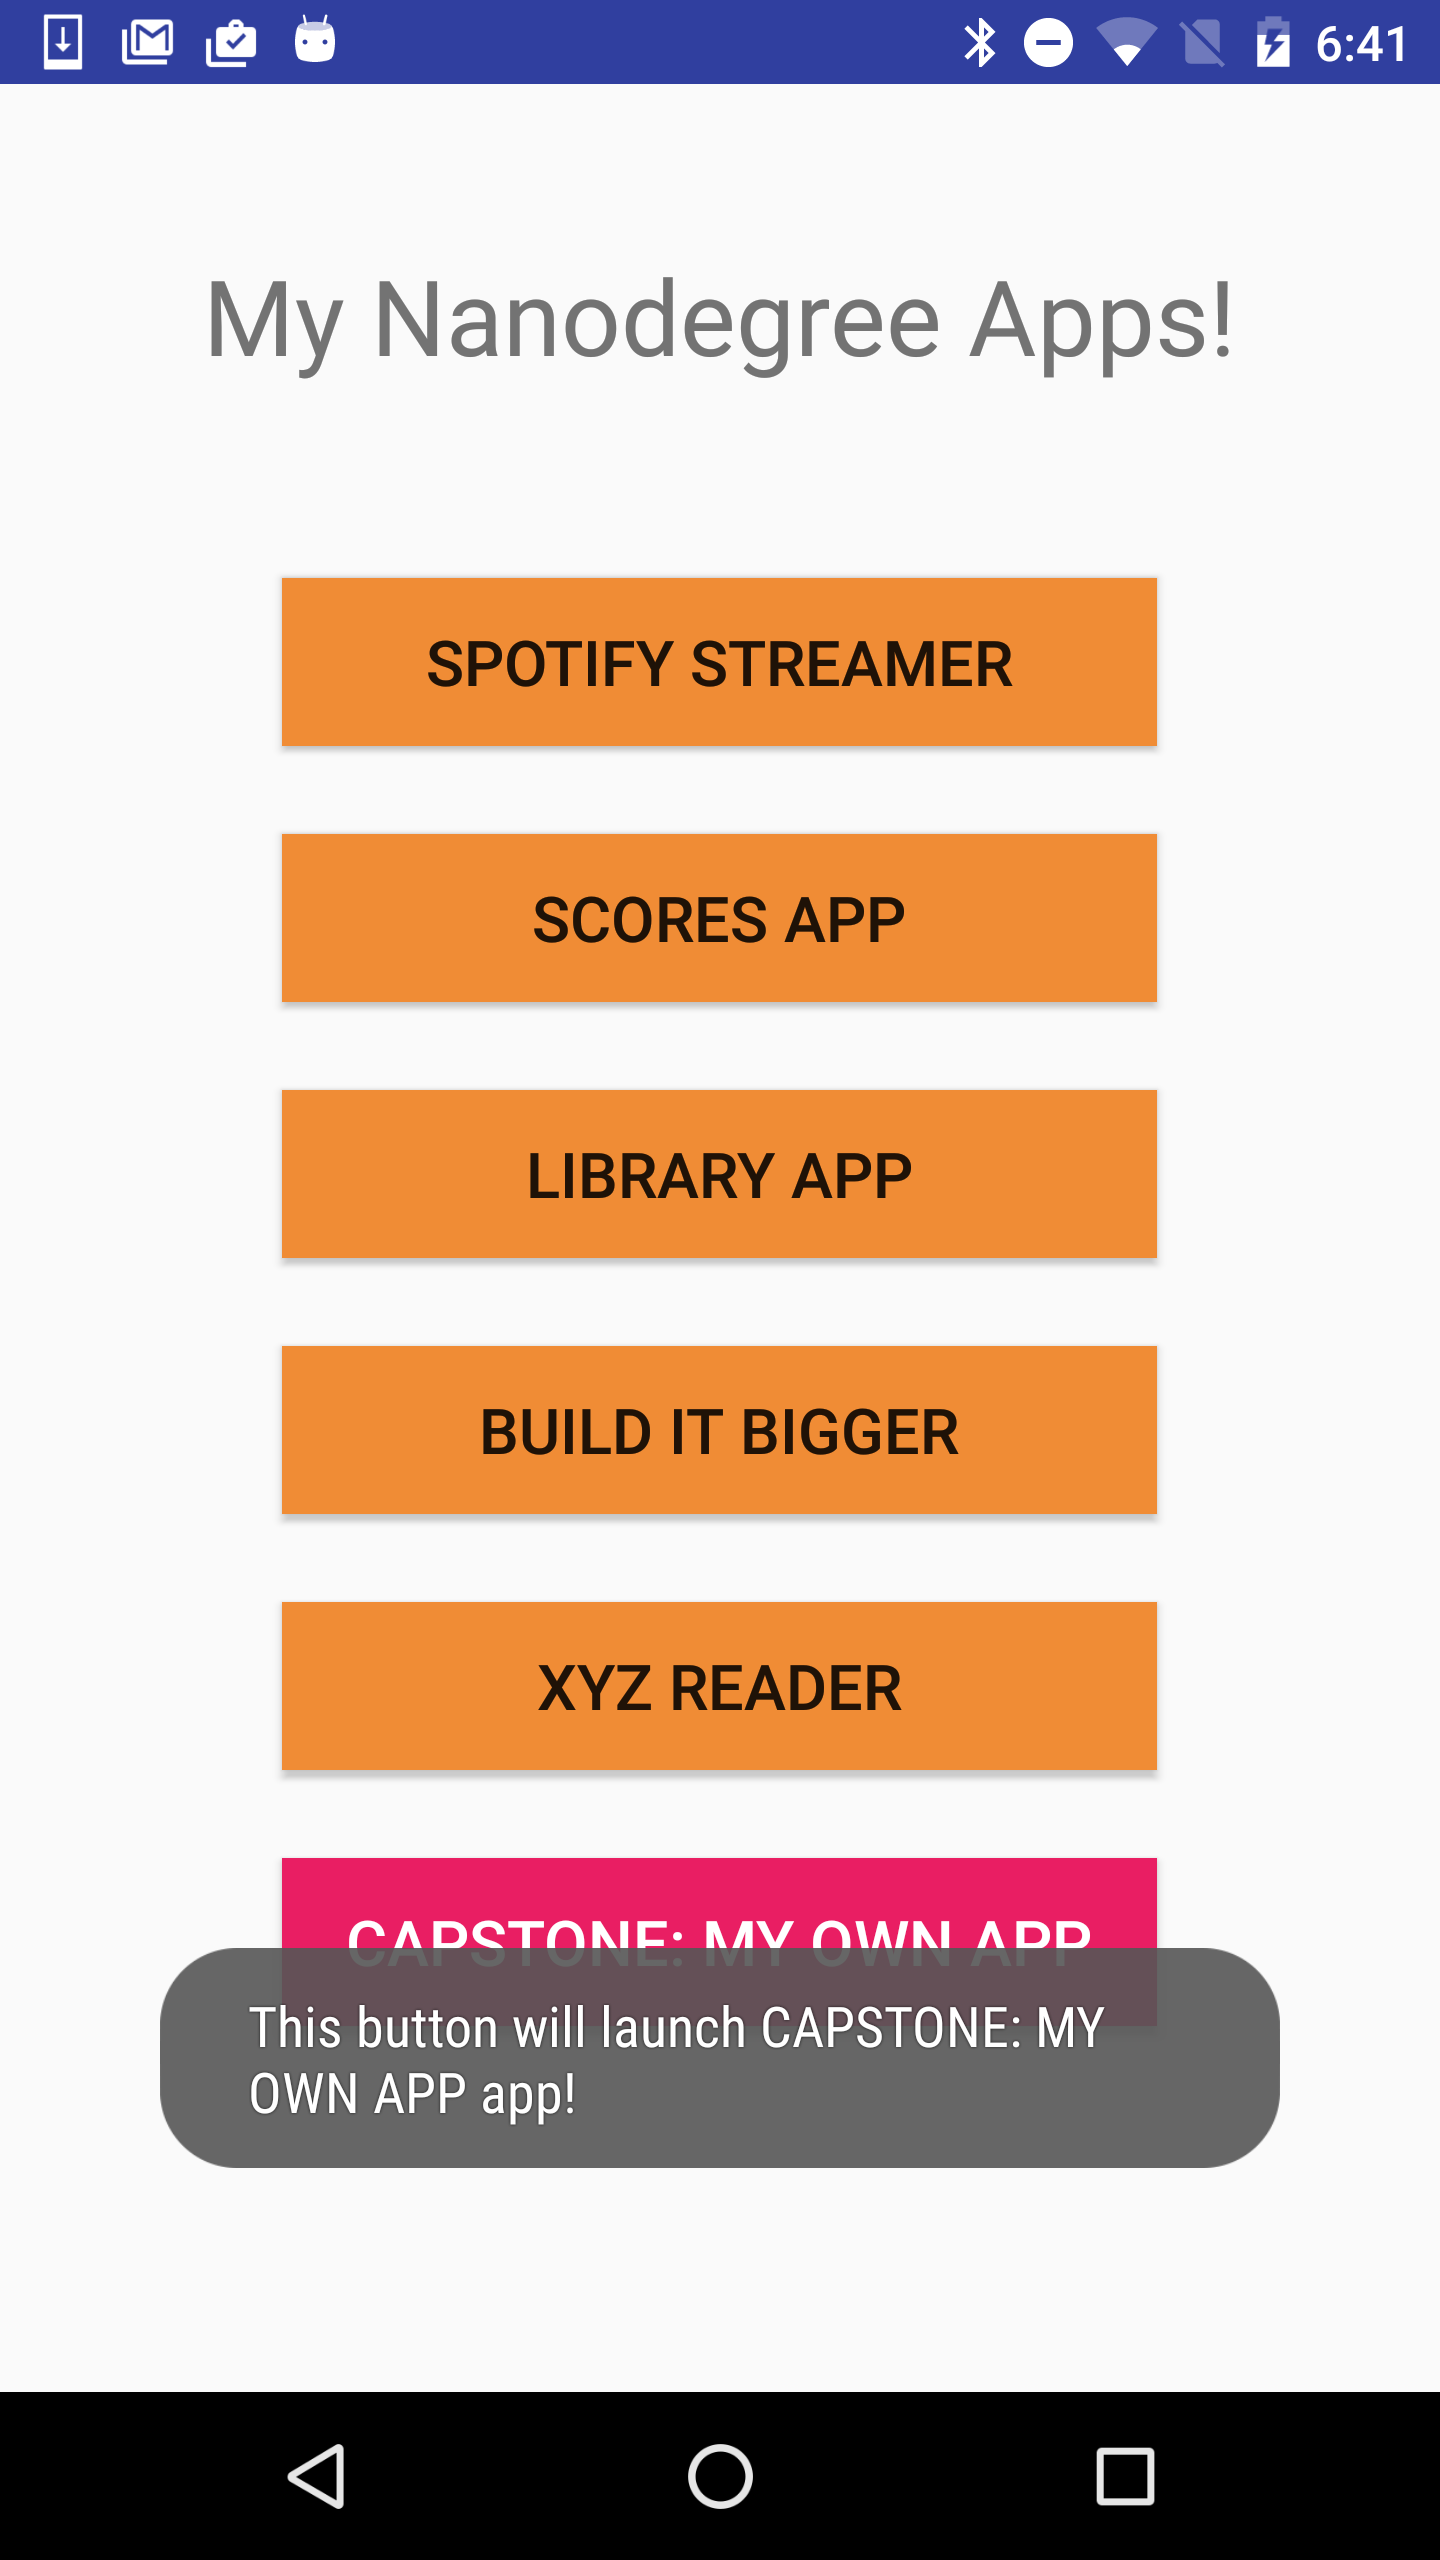 6:41
My Nanodegree Apps!
SPOTIFY STREAMER
SCORES APP
LIBRARY APP
BUILD IT BIGGER
XYZ READER
CAPSTONE: MY OWN APP
This button will launch CAPSTONE: MY
OWN APP app!